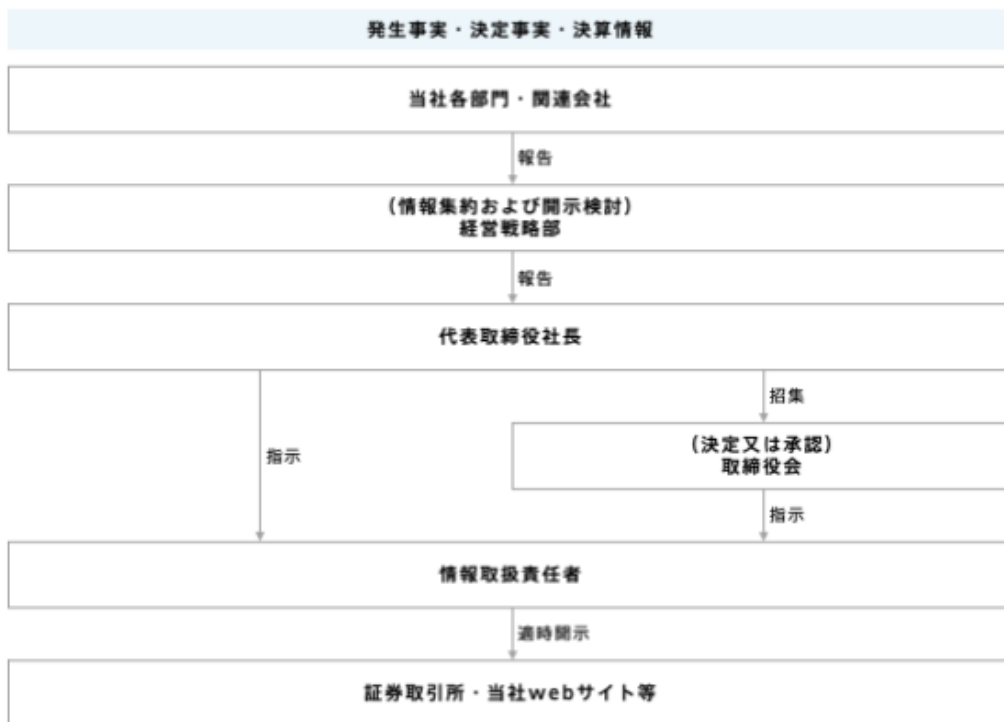 発生事実・決定事実・決算情報
当社各部門・関連会社
報告
(情報集約および開示検討)
経営戦略部
報告
代表取締役社長
招集
指示
(決定又は承認)
取締役会
指示
情報取扱責任者
適時開示
証券取引所・当社webサイト等